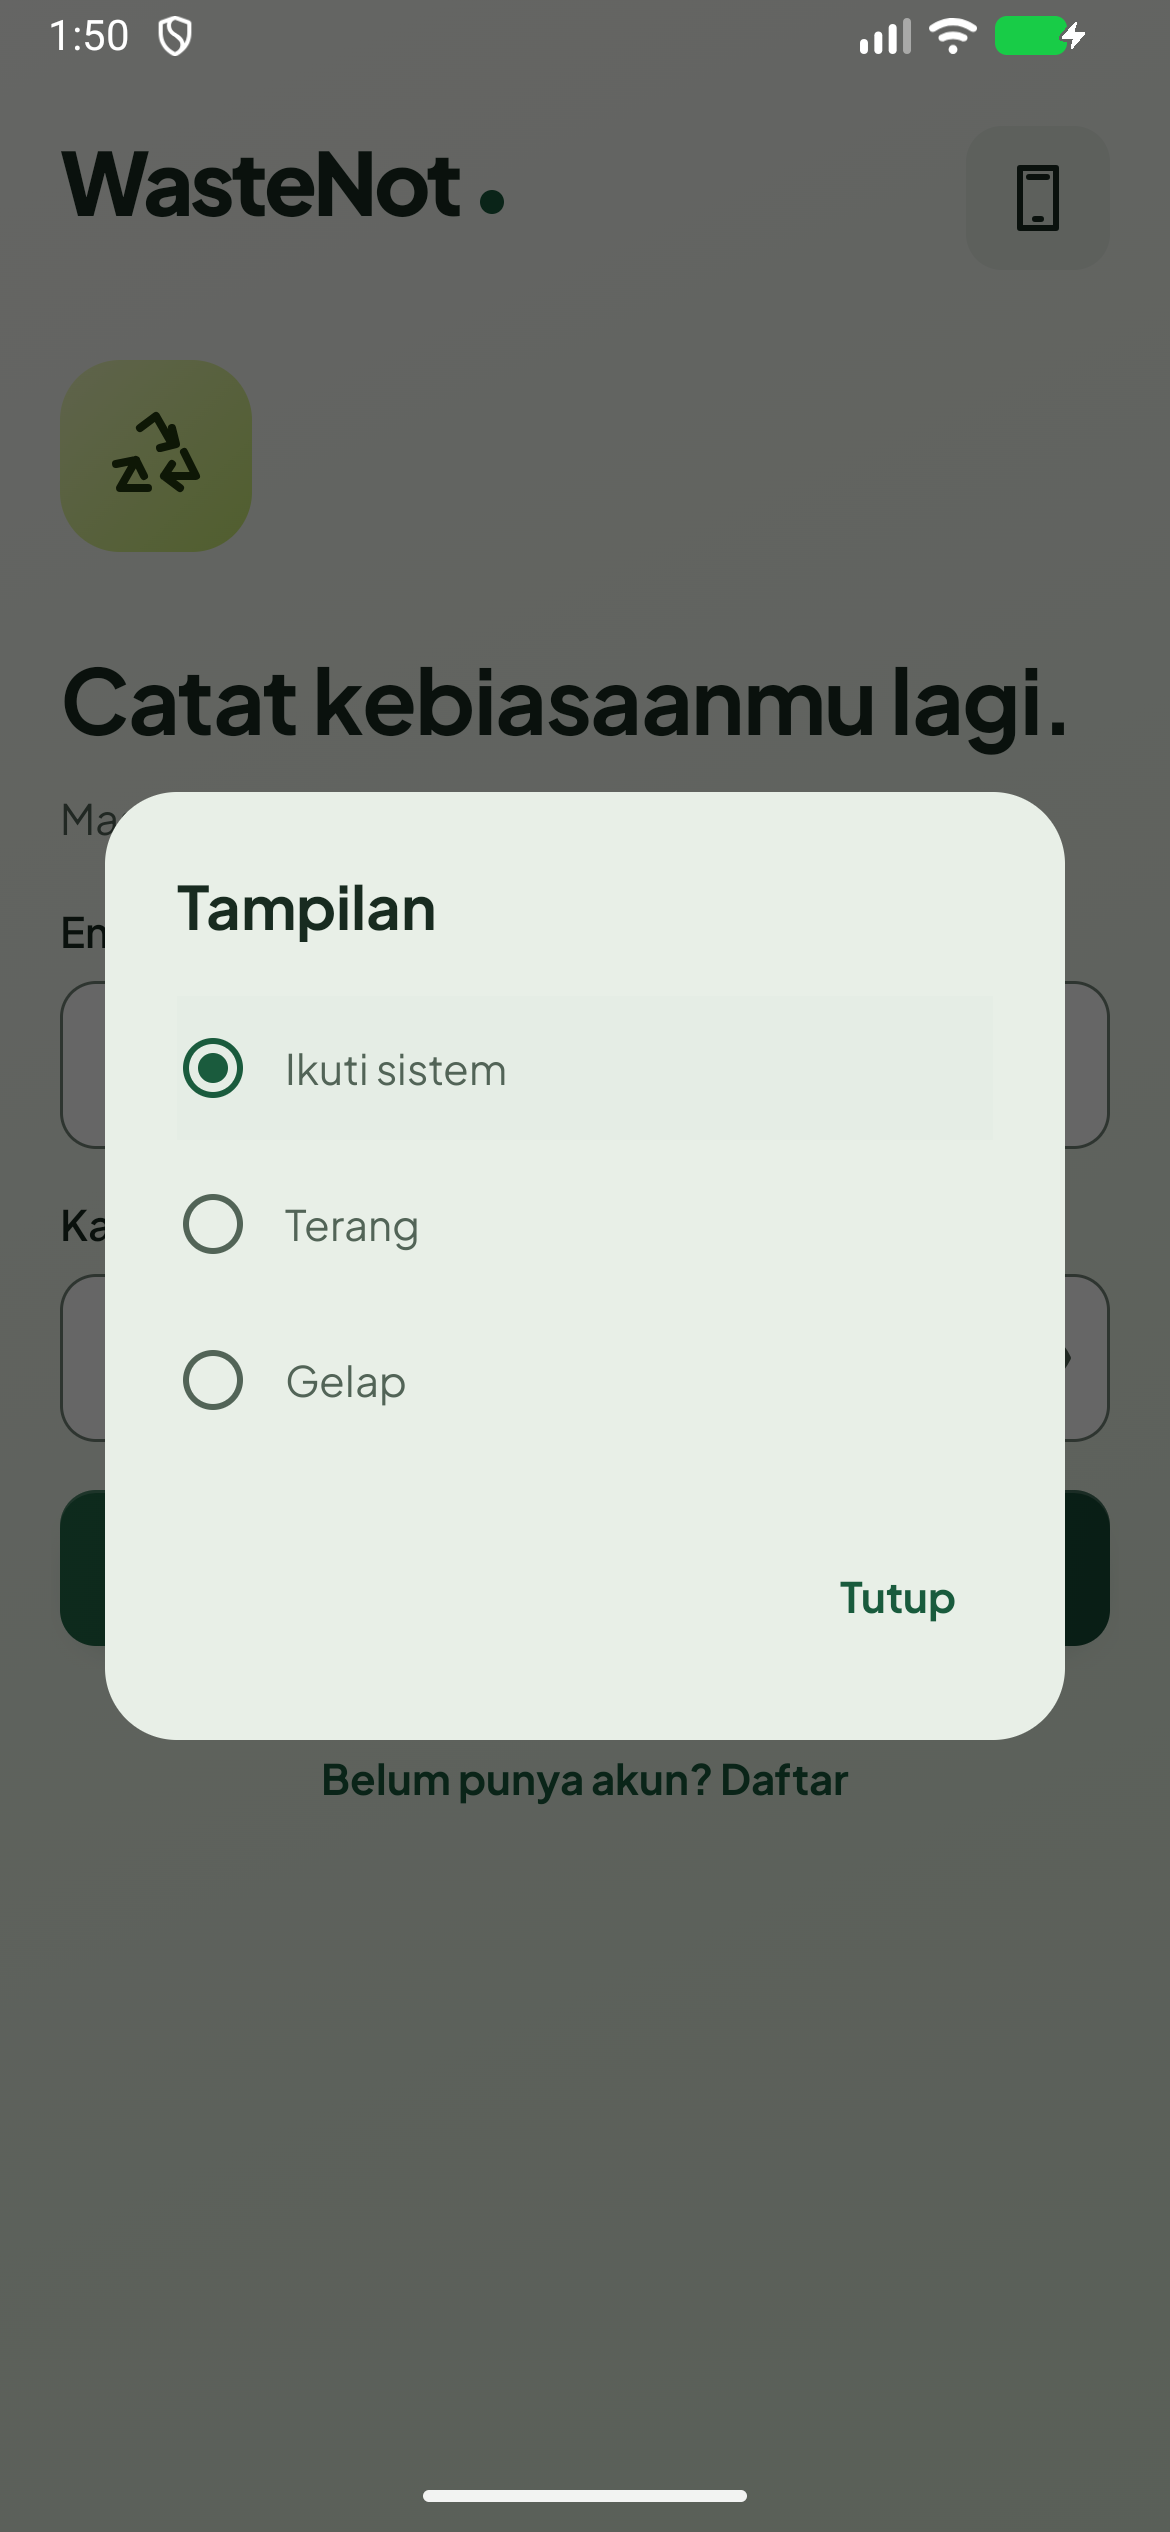 1:50
WasteNot
Catat kebiasaanmu lagi.
Tampilan
Ikuti sistem
Terang
Gelap
Tutup
Belum punya akun? Daftar